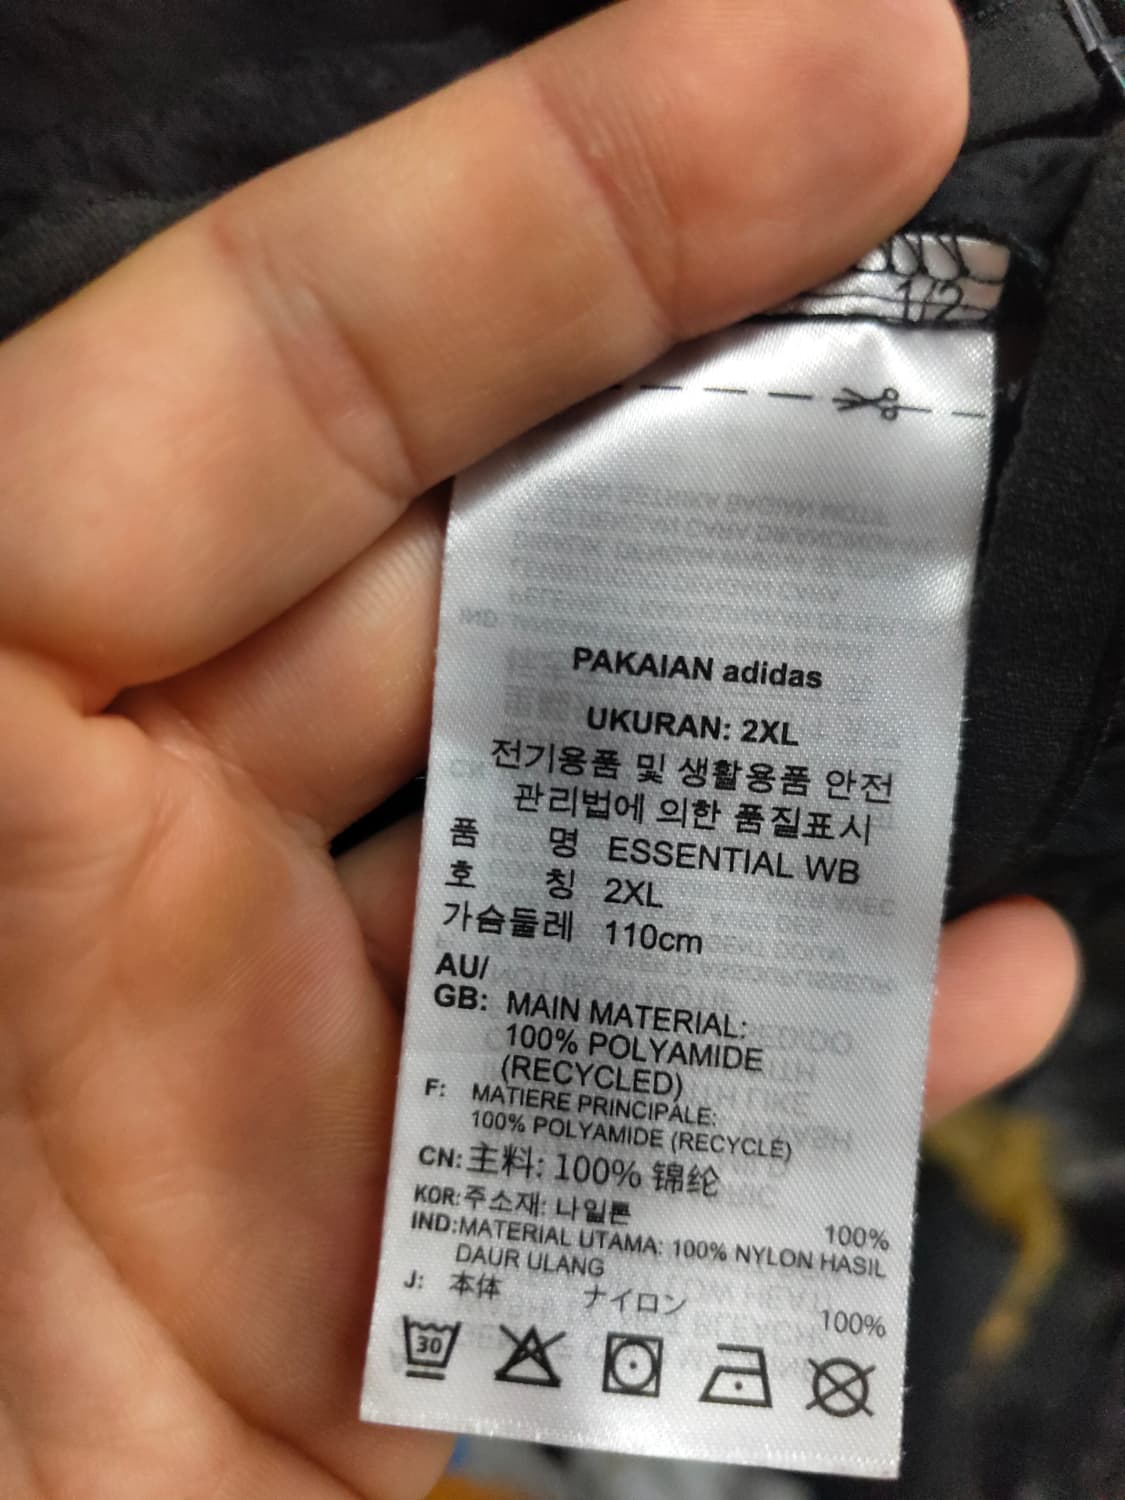 1/2
PAKAIAN adidas
UKURAN: 2XL
전기용품 및 생활용품 안전
관리법에 의한 품질표시
품 명 ESSENTIAL WB
호 칭 2XL
가슴둘레 110cm
AU/
GB: MAIN MATERIAL:
100% POLYAMIDE
(RECYCLED)
F: MATIERE PRINCIPALE:
100% POLYAMIDE (RECYCLÉ)
CN: 主料: 100% 锦纶
KOR: 주소재: 나일론 100%
IND: MATERIAL UTAMA: 100% NYLON HASIL
DAUR ULANG
J: 本体 ナイロン 100%
30